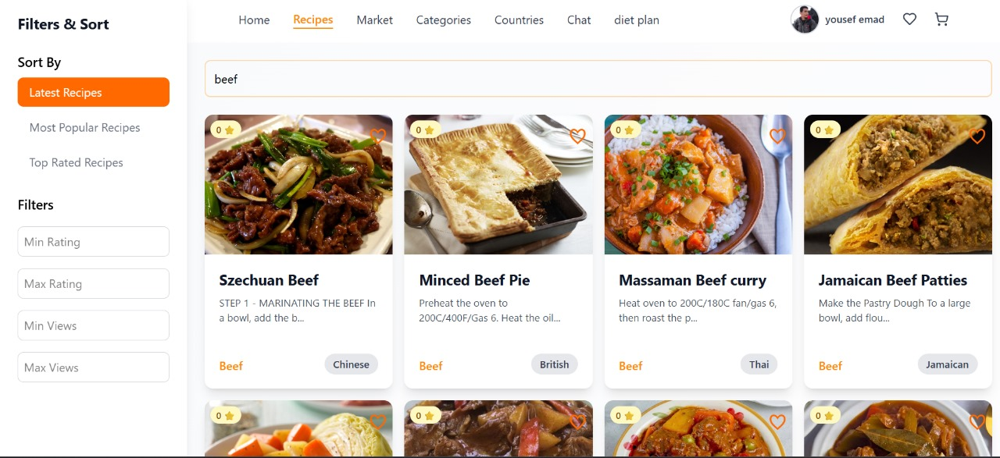 Filters & Sort
Sort By
Latest Recipes
Most Popular Recipes
Top Rated Recipes
Filters
Min Rating
Max Rating
Min Views
Max Views
Home Recipes Market Categories Countries Chat diet plan yousef emad
beef
0 0 0 0
Szechuan Beef
STEP 1 - MARINATING THE BEEF In
a bowl, add the b...
Beef Chinese
Minced Beef Pie
Preheat the oven to
200C/400F/Gas 6. Heat the oil...
Beef British
Massaman Beef curry
Heat oven to 200C/180C fan/gas 6,
then roast the p...
Beef Thai
Jamaican Beef Patties
Make the Pastry Dough To a large
bowl, add flou...
Beef Jamaican
0 0 0 0